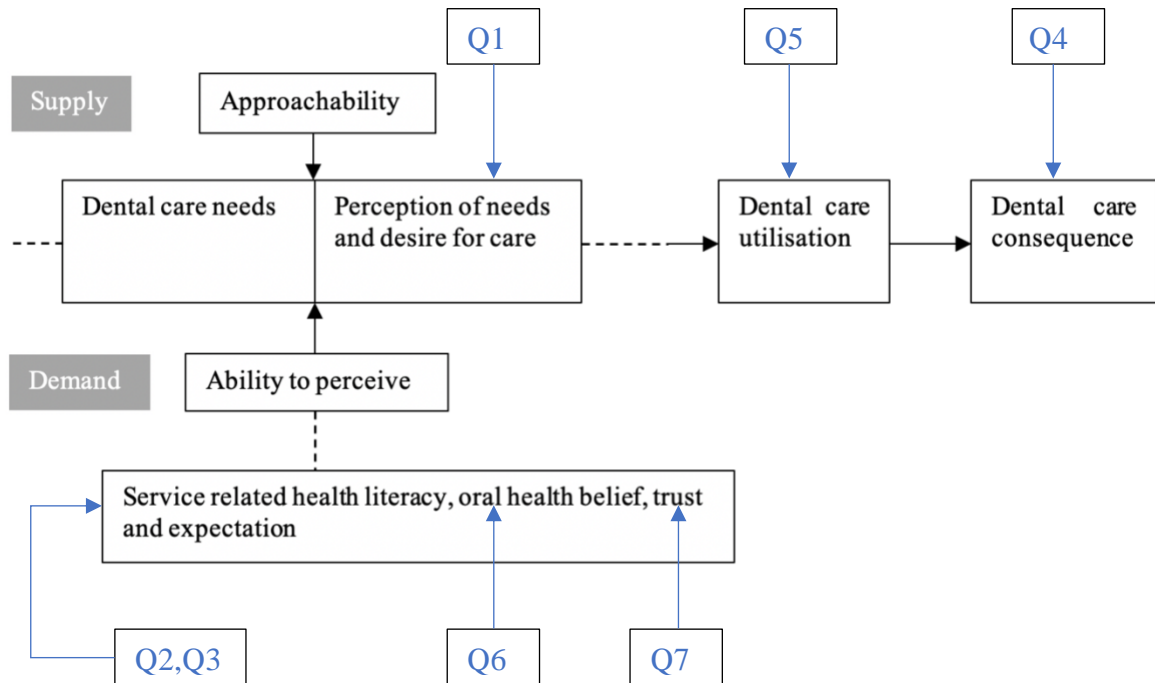 Q1
Q5
Q4
Supply
Approachability
Dental care needs
Perception of needs
and desire for care
Dental care
utilisation
Dental care
consequence
Demand
Ability to perceive
Service related health literacy, oral health belief, trust
and expectation
Q2,Q3
Q6
Q7